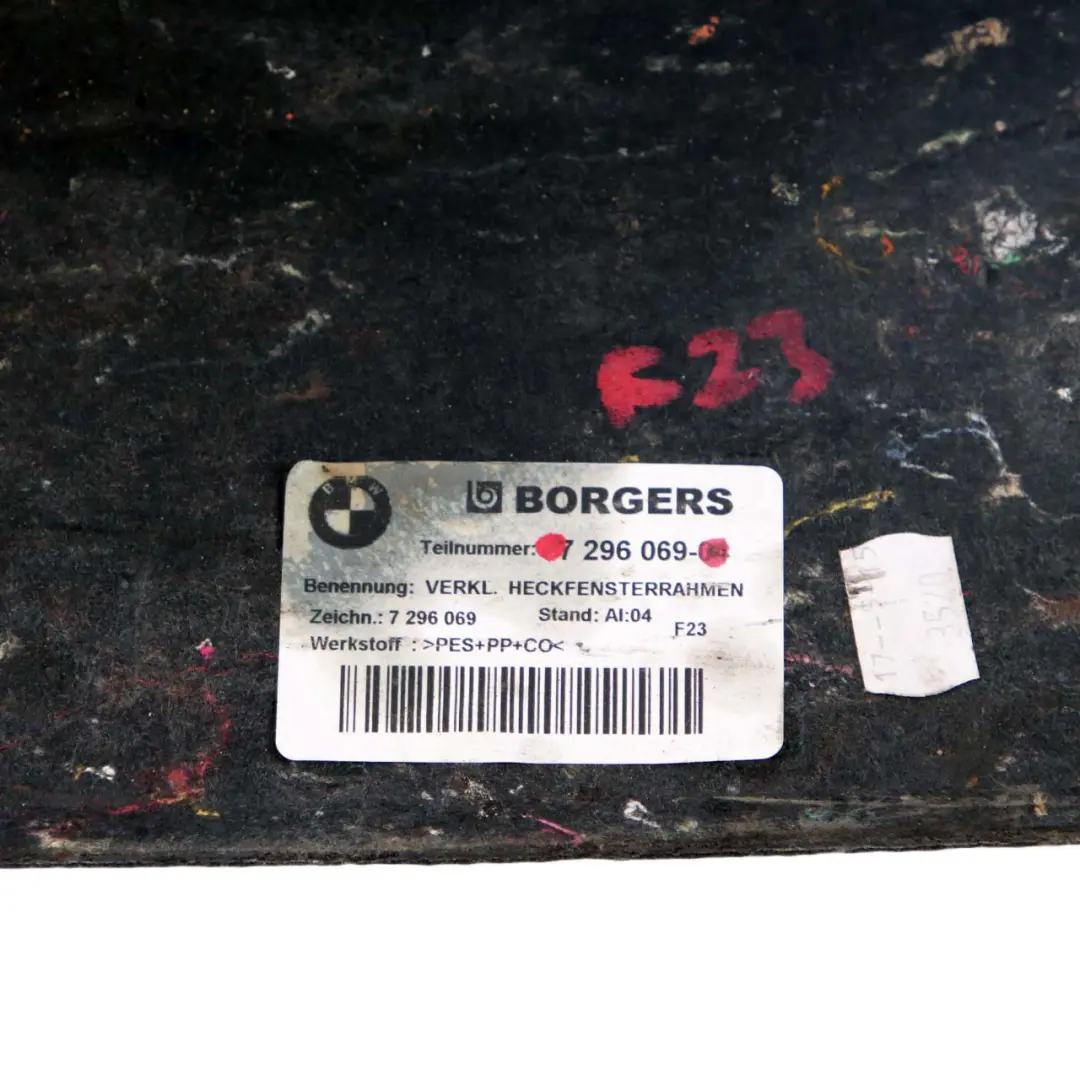 F23
BMW
BORGERS
Teilnummer: 7 296 069-
Benennung: VERKL. HECKFENSTERRAHMEN
Zeichn.: 7 296 069 Stand: AI:04
F23
Werkstoff : >PES+PP+CO<